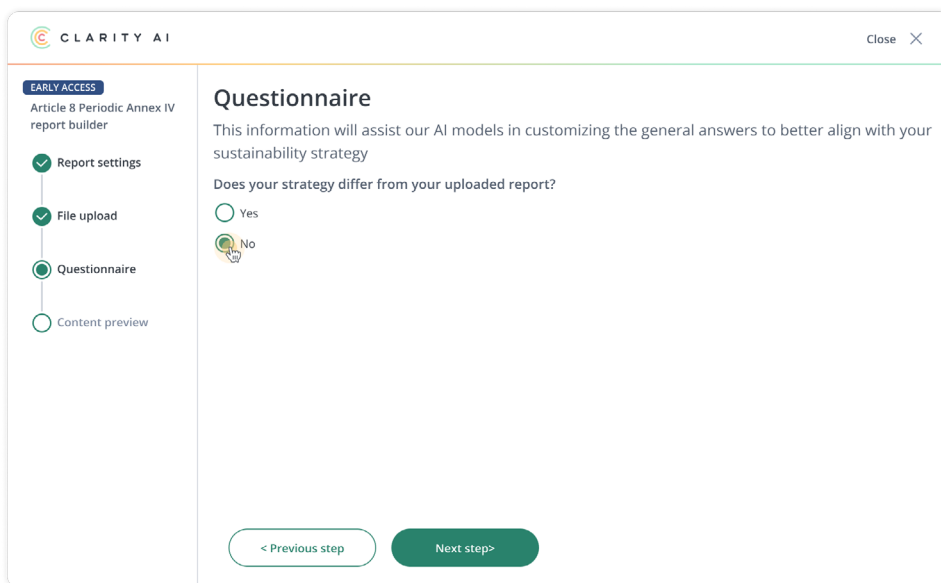 CLARITY AI
Close
EARLY ACCESS
Article 8 Periodic Annex IV
report builder
Report settings
File upload
Questionnaire
Content preview
Questionnaire
This information will assist our AI models in customizing the general answers to better align with your
sustainability strategy
Does your strategy differ from your uploaded report?
Yes
No
< Previous step
Next step>